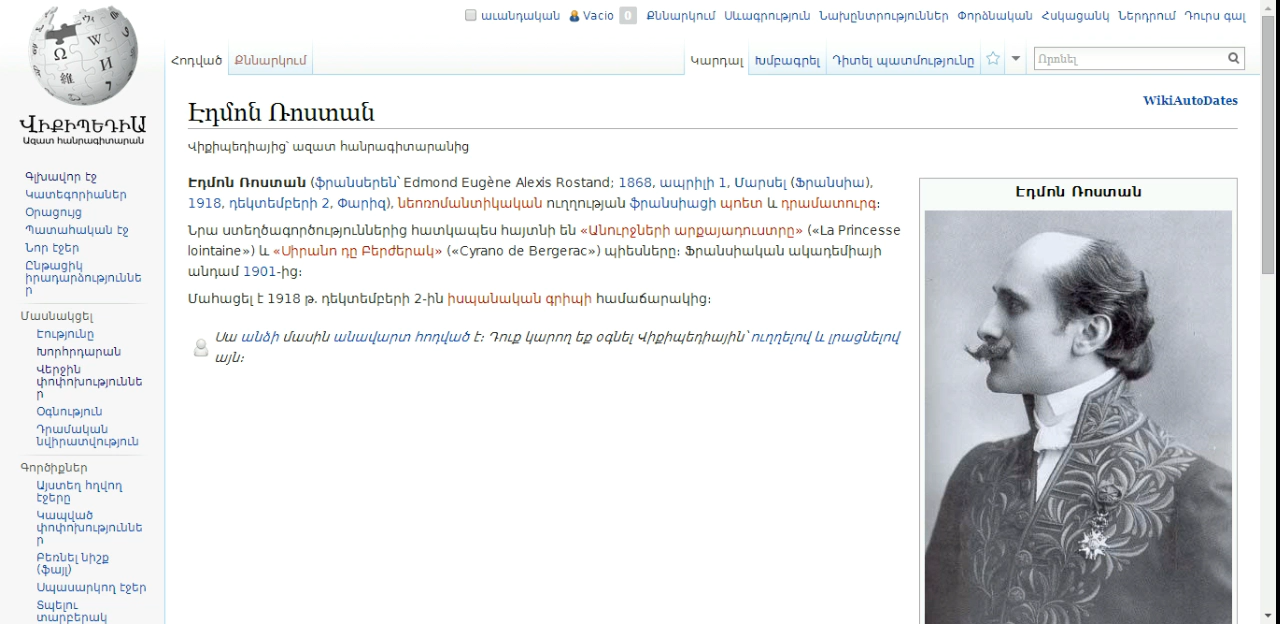 աւանդական Vacio 0 Քննարկում Սևագրություն Նախընտրություններ Փորձնական Հսկացանկ Ներդրում Դուրս գալ
Հոդված Քննարկում Կարդալ Խմբագրել Դիտել պատմությունը Որոնել
ՎԻՔԻՊԵԴԻԱ
Ազատ հանրագիտարան
Գլխավոր էջ
Կատեգորիաներ
Օրացույց
Պատահական էջ
Նոր էջեր
Ընթացիկ
իրադարձություննե
ր
Մասնակցել
Էությունը
Խորհրդարան
Վերջին
փոփոխություննե
ր
Օգնություն
Դրամական
նվիրատվություն
Գործիքներ
Այստեղ հղվող
էջերը
Կապված
փոփոխություննե
ր
Բեռնել նիշք
(ֆայլ)
Սպասարկող էջեր
Տպելու
տարբերակ
WikiAutoDates
Էդմոն Ռոստան
Վիքիպեդիայից՝ ազատ հանրագիտարանից
Էդմոն Ռոստան (ֆրանսերեն՝ Edmond Eugène Alexis Rostand; 1868, ապրիլի 1, Մարսել (Ֆրանսիա),
1918, դեկտեմբերի 2, Փարիզ), նեոռոմանտիկական ուղղության ֆրանսիացի պոետ և դրամատուրգ։
Նրա ստեղծագործություններից հատկապես հայտնի են «Անուրջների արքայադուստրը» («La Princesse
lointaine») և «Սիրանո դը Բերժերակ» («Cyrano de Bergerac») պիեսները։ Ֆրանսիական ակադեմիայի
անդամ 1901-ից։
Մահացել է 1918 թ. դեկտեմբերի 2-ին իսպանական գրիպի համաճարակից։
Սա անձի մասին անավարտ հոդված է։ Դուք կարող եք օգնել Վիքիպեդիային՝ ուղղելով և լրացնելով
այն։
Էդմոն Ռոստան